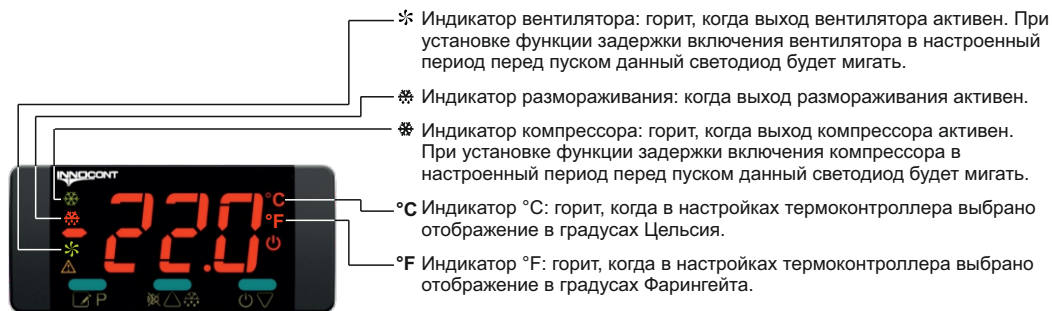 Индикатор вентилятора: горит, когда выход вентилятора активен. При
установке функции задержки включения вентилятора в настроенный
период перед пуском данный светодиод будет мигать.
Индикатор размораживания: когда выход размораживания активен.
Индикатор компрессора: горит, когда выход компрессора активен.
При установке функции задержки включения компрессора в
настроенный период перед пуском данный светодиод будет мигать.
°C Индикатор °C: горит, когда в настройках термоконтроллера выбрано
отображение в градусах Цельсия.
°F Индикатор °F: горит, когда в настройках термоконтроллера выбрано
отображение в градусах Фарингейта.
INNOCONT
-22.0
°C
°F
P